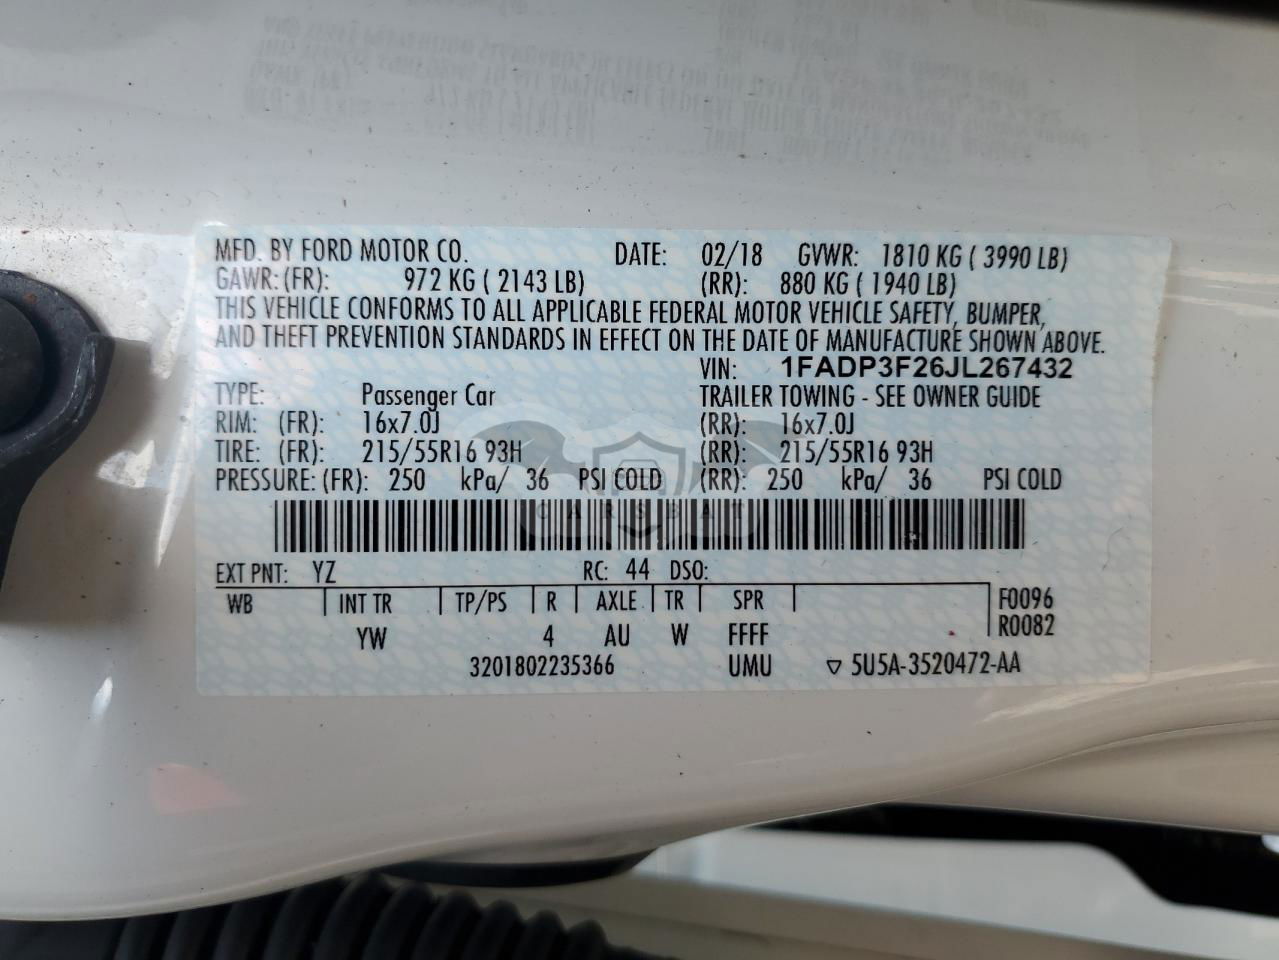 MFD. BY FORD MOTOR CO. DATE: 02/18 GVWR: 1810 KG ( 3990 LB)
GAWR: (FR): 972 KG ( 2143 LB) (RR): 880 KG ( 1940 LB)
THIS VEHICLE CONFORMS TO ALL APPLICABLE FEDERAL MOTOR VEHICLE SAFETY, BUMPER,
AND THEFT PREVENTION STANDARDS IN EFFECT ON THE DATE OF MANUFACTURE SHOWN ABOVE.
VIN: 1FADP3F26JL267432
TYPE: Passenger Car TRAILER TOWING - SEE OWNER GUIDE
RIM: (FR): 16x7.0J (RR): 16x7.0J
TIRE: (FR): 215/55R16 93H (RR): 215/55R16 93H
PRESSURE: (FR): 250 kPa/ 36 PSI COLD (RR): 250 kPa/ 36 PSI COLD
CARSBAT
EXT PNT: YZ RC: 44 DSO:
WB INT TR TP/PS R AXLE TR SPR F0096
YW 4 AU W FFFF R0082
3201802235366 UMU ▽ 5U5A-3520472-AA